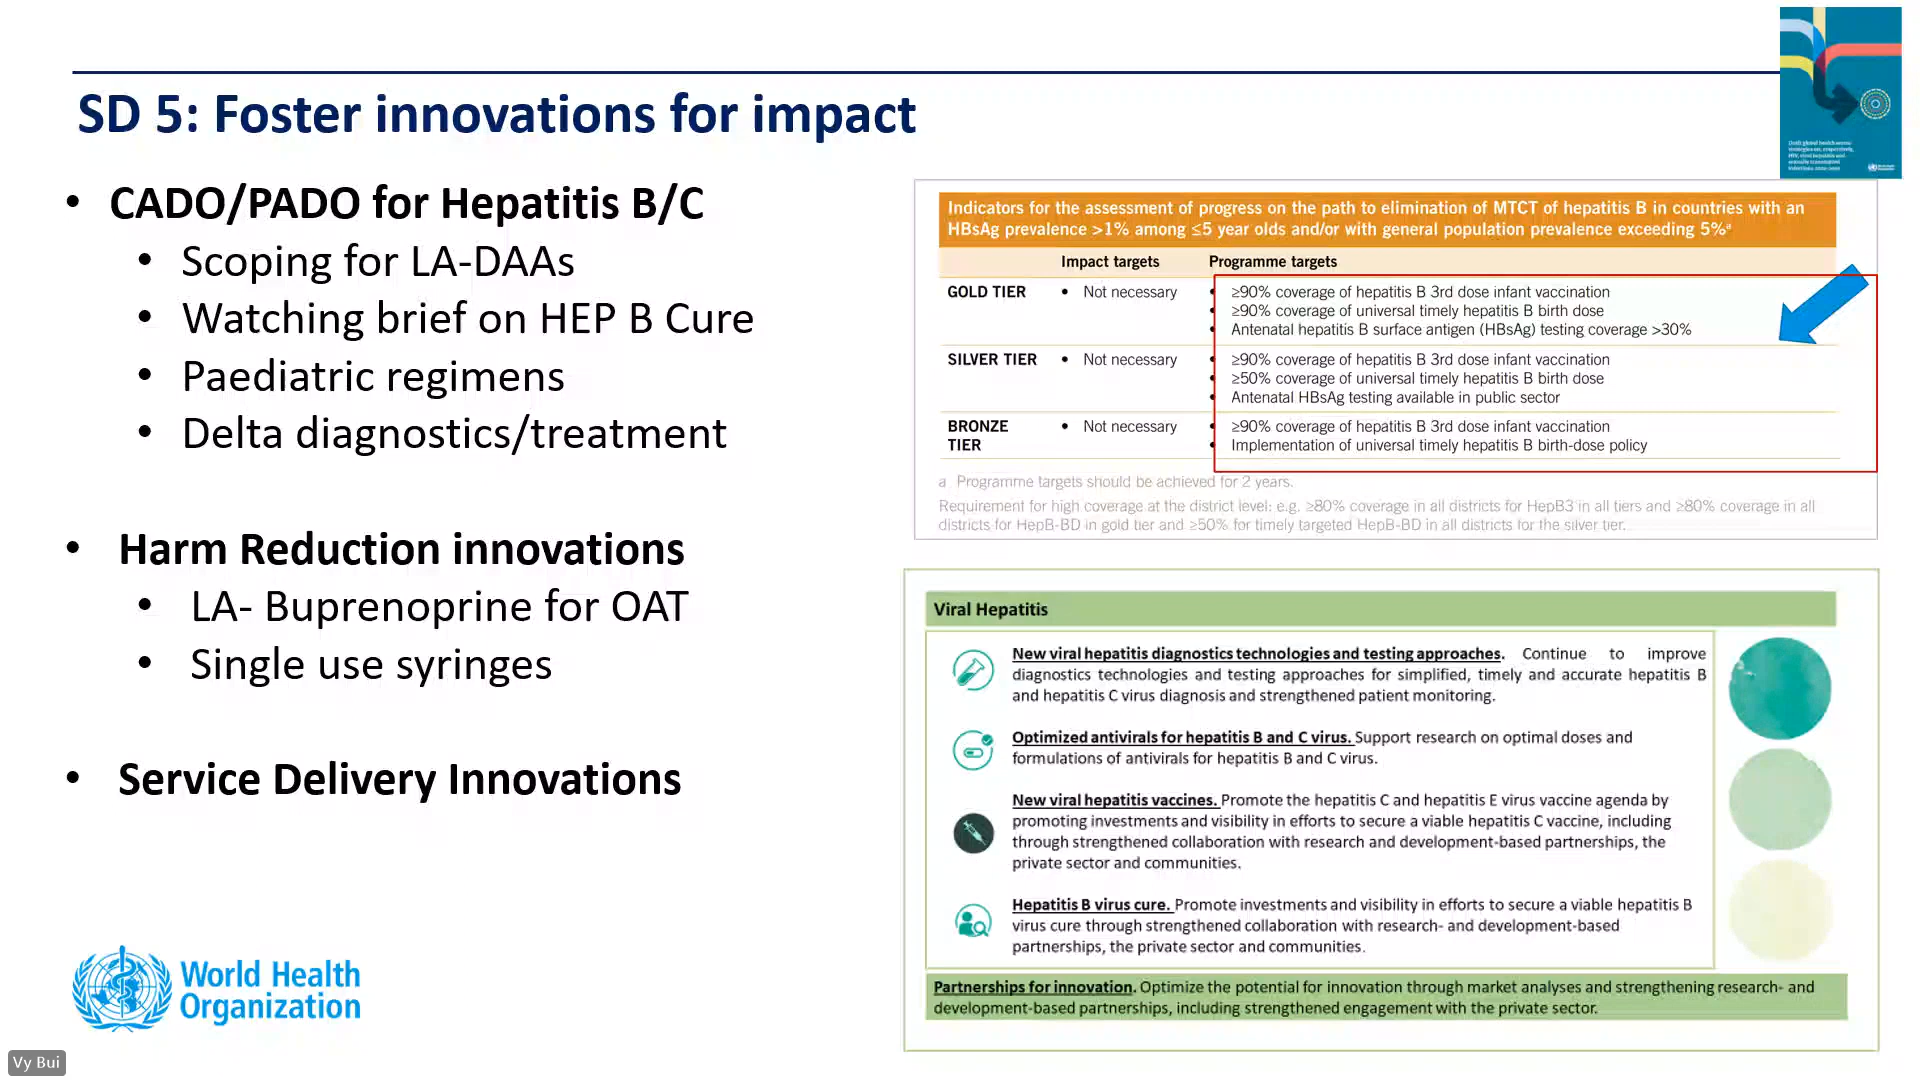 SD 5: Foster innovations for impact
• CADO/PADO for Hepatitis B/C
• Scoping for LA-DAAs
• Watching brief on HEP B Cure
• Paediatric regimens
• Delta diagnostics/treatment
• Harm Reduction innovations
• LA- Buprenoprine for OAT
• Single use syringes
• Service Delivery Innovations
World Health
Organization
Vy Bui
Indicators for the assessment of progress on the path to elimination of MTCT of hepatitis B in countries with an
HBsAg prevalence >1% among ≤5 year olds and/or with general population prevalence exceeding 5%ª
Impact targets Programme targets
GOLD TIER • Not necessary • ≥90% coverage of hepatitis B 3rd dose infant vaccination
• ≥90% coverage of universal timely hepatitis B birth dose
• Antenatal hepatitis B surface antigen (HBsAg) testing coverage >30%
SILVER TIER • Not necessary • ≥90% coverage of hepatitis B 3rd dose infant vaccination
• ≥50% coverage of universal timely hepatitis B birth dose
• Antenatal HBsAg testing available in public sector
BRONZE • Not necessary • ≥90% coverage of hepatitis B 3rd dose infant vaccination
TIER • Implementation of universal timely hepatitis B birth-dose policy
a Programme targets should be achieved for 2 years.
Requirement for high coverage at the district level: e.g. ≥80% coverage in all districts for HepB3 in all tiers and ≥80% coverage in all
districts for HepB-BD in gold tier and ≥50% for timely targeted HepB-BD in all districts for the silver tier.
Viral Hepatitis
New viral hepatitis diagnostics technologies and testing approaches. Continue to improve
diagnostics technologies and testing approaches for simplified, timely and accurate hepatitis B
and hepatitis C virus diagnosis and strengthened patient monitoring.
Optimized antivirals for hepatitis B and C virus. Support research on optimal doses and
formulations of antivirals for hepatitis B and C virus.
New viral hepatitis vaccines. Promote the hepatitis C and hepatitis E virus vaccine agenda by
promoting investments and visibility in efforts to secure a viable hepatitis C vaccine, including
through strengthened collaboration with research and development-based partnerships, the
private sector and communities.
Hepatitis B virus cure. Promote investments and visibility in efforts to secure a viable hepatitis B
virus cure through strengthened collaboration with research- and development-based
partnerships, the private sector and communities.
Partnerships for innovation. Optimize the potential for innovation through market analyses and strengthening research- and
development-based partnerships, including strengthened engagement with the private sector.